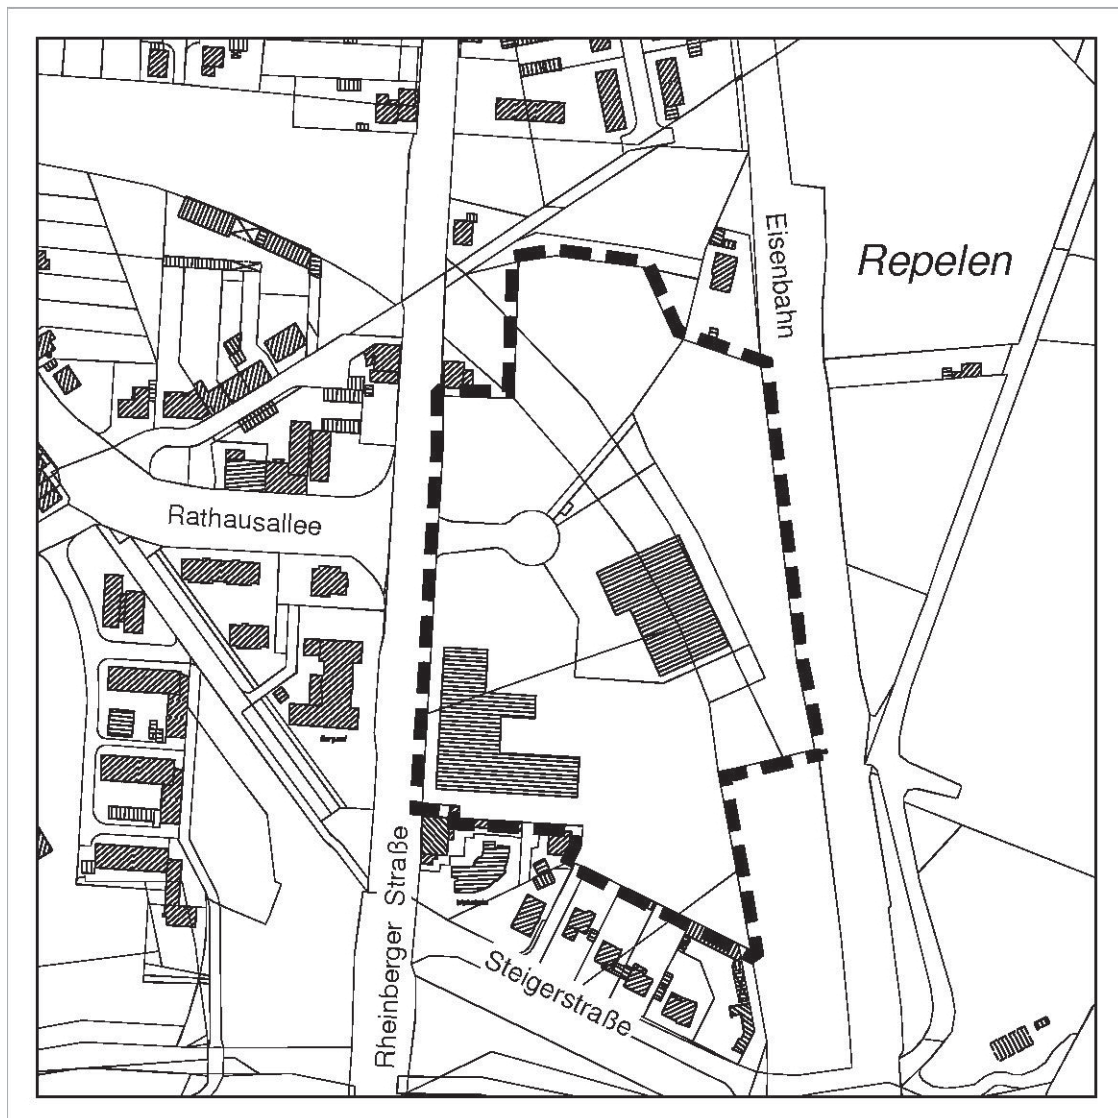 Eisenbahn
Repelen
Rathausallee
Rheinberger Straße
Steigerstraße